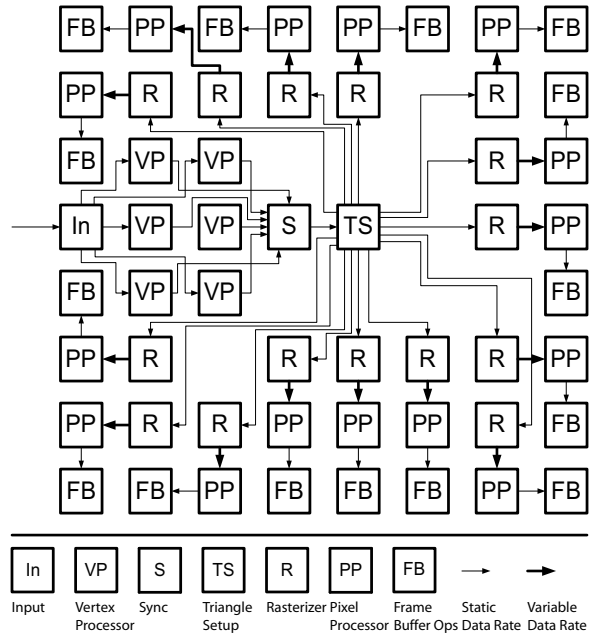 FB PP FB PP PP FB PP FB
PP R R R R R FB
FB VP VP R PP
In VP VP S TS R PP
FB VP VP FB
PP R R R R R PP
PP R R PP PP PP R FB
FB FB PP FB FB FB PP FB
In VP S TS R PP FB
Input Vertex Processor Sync Triangle Setup Rasterizer Pixel Processor Frame Buffer Ops Static Data Rate Variable Data Rate